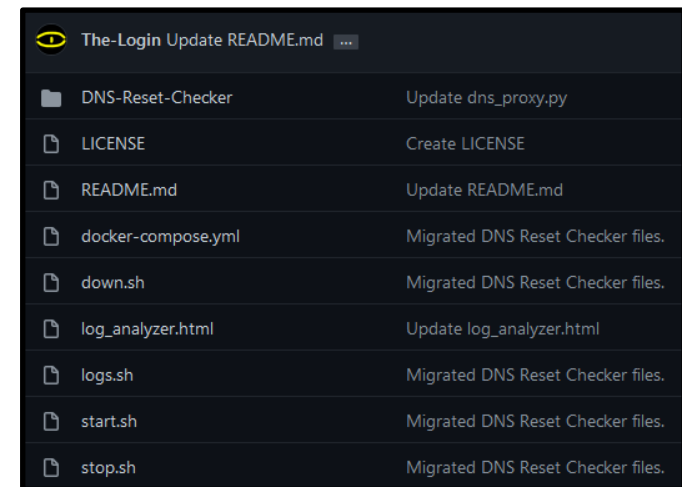 The-Login Update README.md ...
DNS-Reset-Checker Update dns_proxy.py
LICENSE Create LICENSE
README.md Update README.md
docker-compose.yml Migrated DNS Reset Checker files.
down.sh Migrated DNS Reset Checker files.
log_analyzer.html Update log_analyzer.html
logs.sh Migrated DNS Reset Checker files.
start.sh Migrated DNS Reset Checker files.
stop.sh Migrated DNS Reset Checker files.